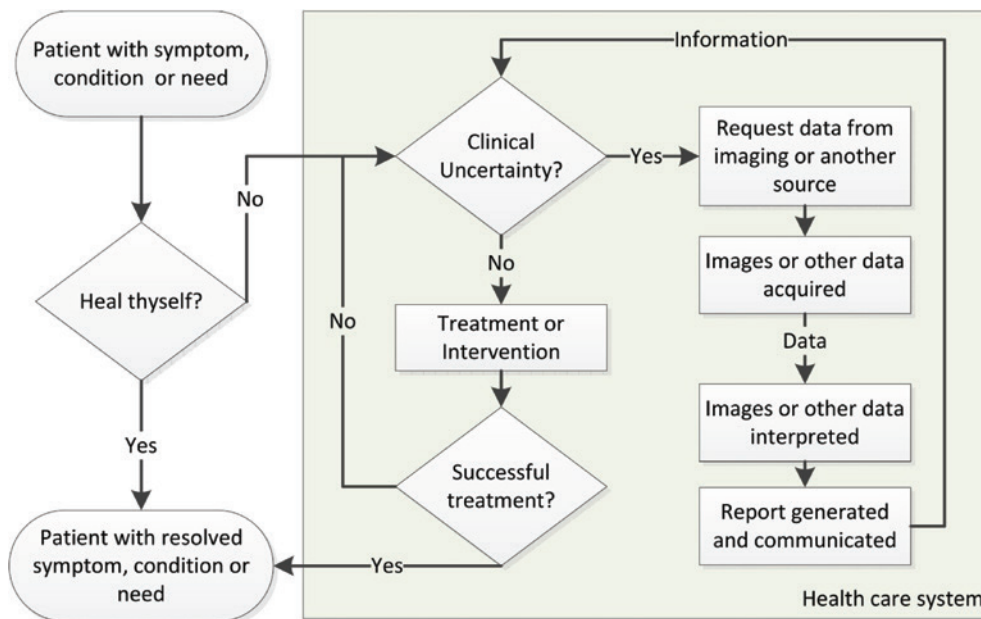 Patient with symptom,
condition or need
Heal thyself?
Yes
Patient with resolved
symptom, condition or
need
No
Information
Clinical
Uncertainty?
Yes
No
Treatment or
Intervention
No
Successful
treatment?
Yes
Request data from
imaging or another
source
Images or other data
acquired
Data
Images or other data
interpreted
Report generated
and communicated
Health care system